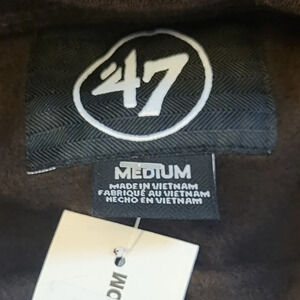 '47
MEDIUM
MADE IN VIETNAM
FABRIQUÉ AU VIETNAM
HECHO EN VIETNAM